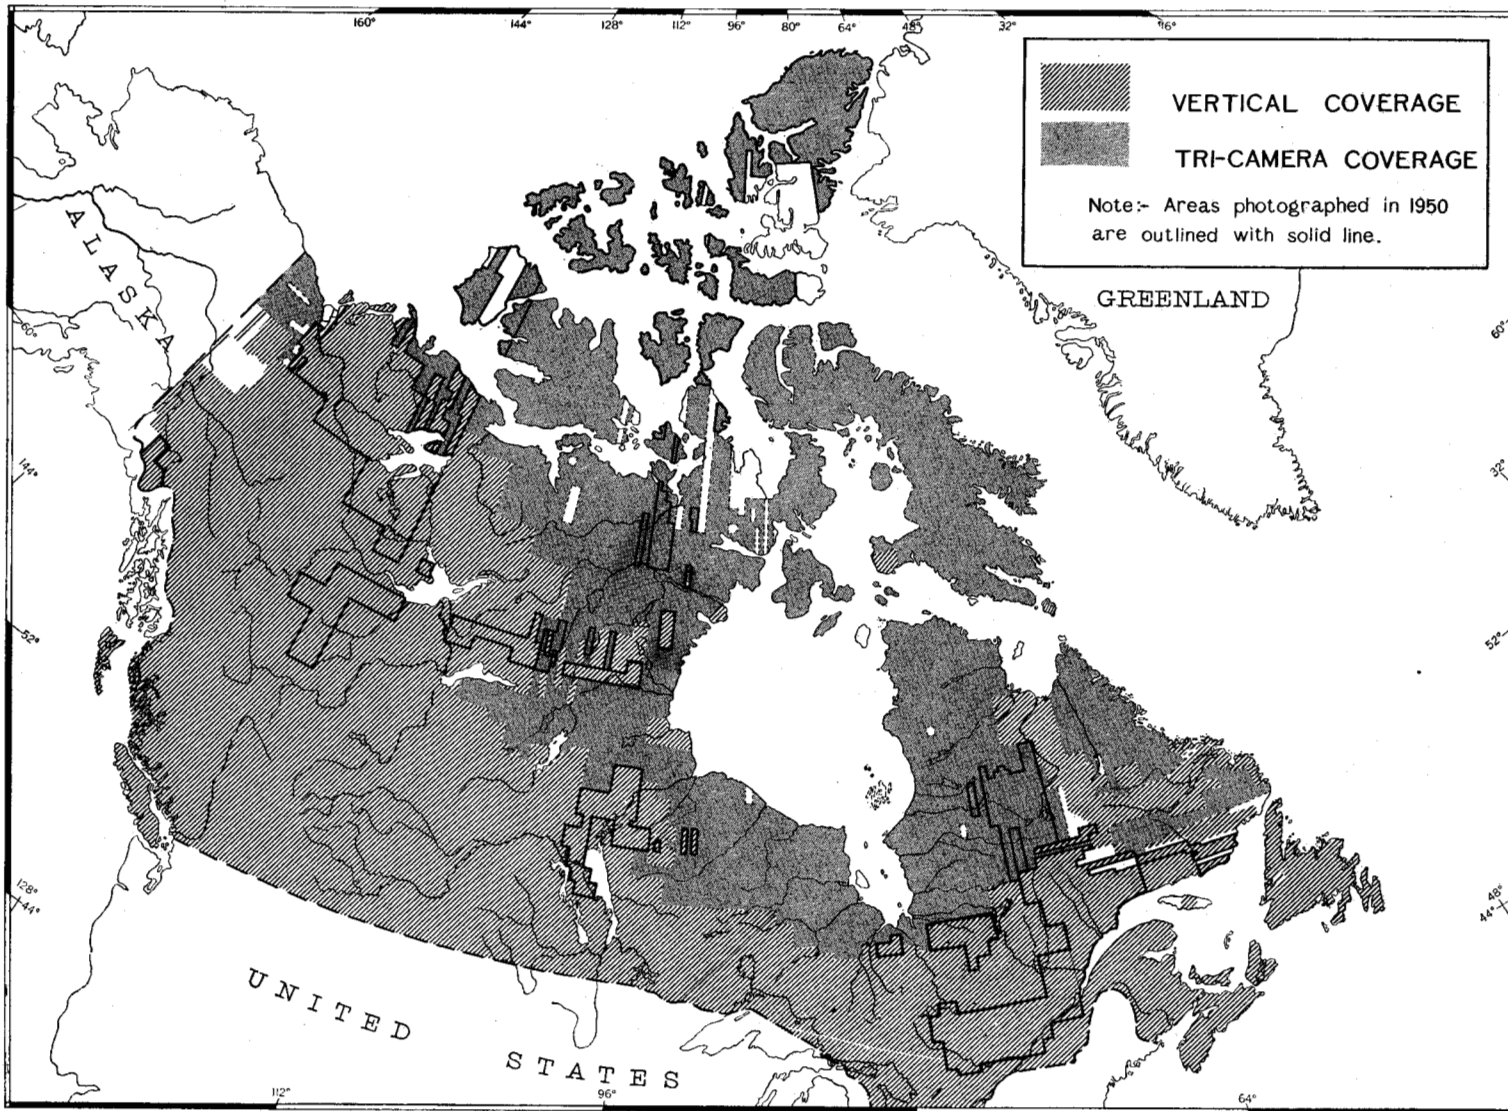 160° 144° 128° 112° 96° 80° 64° 48° 32° 16°
VERTICAL COVERAGE
TRI-CAMERA COVERAGE
Note:- Areas photographed in 1950
are outlined with solid line.
ALASKA
GREENLAND
60°
60°
144°
32°
52°
52°
128°
44°
48°
44°
UNITED STATES
112° 96° 64°